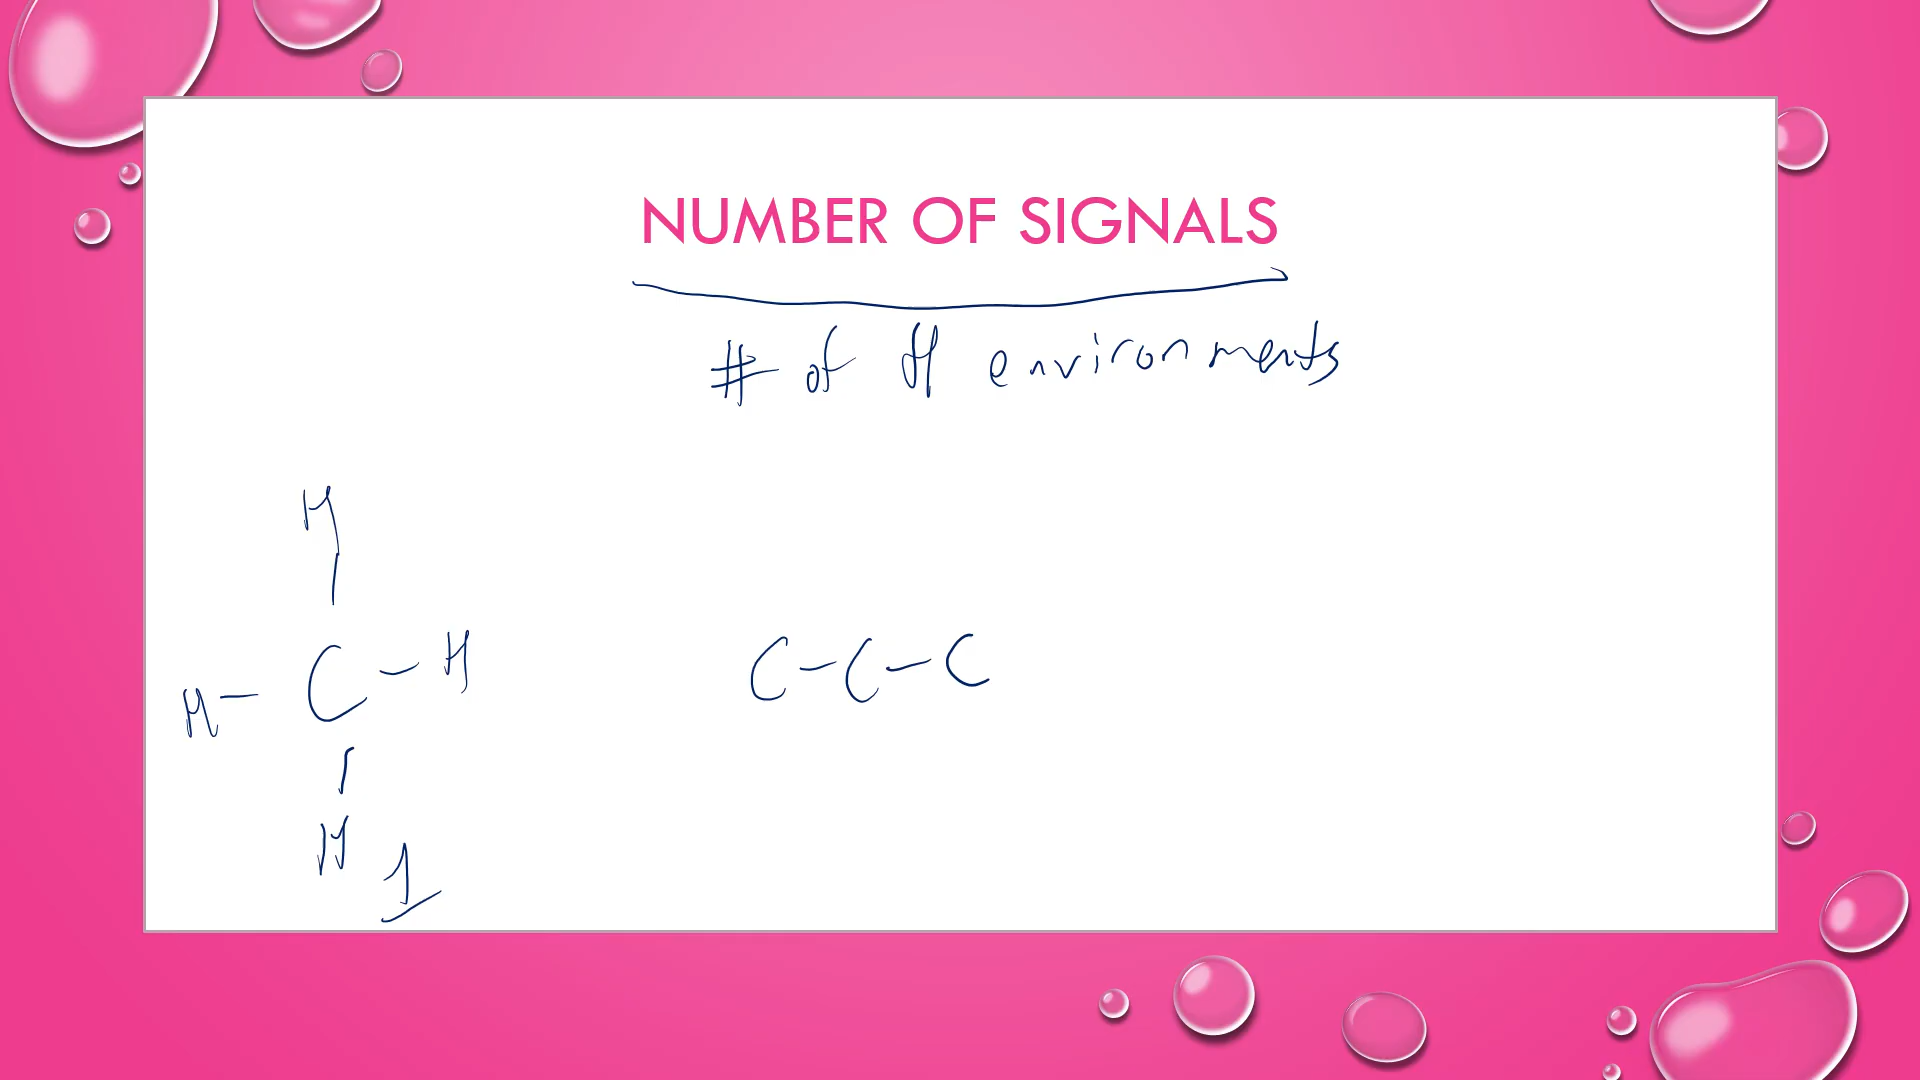 NUMBER OF SIGNALS
# of H environments
H
H - C - H
H
1
C - C - C